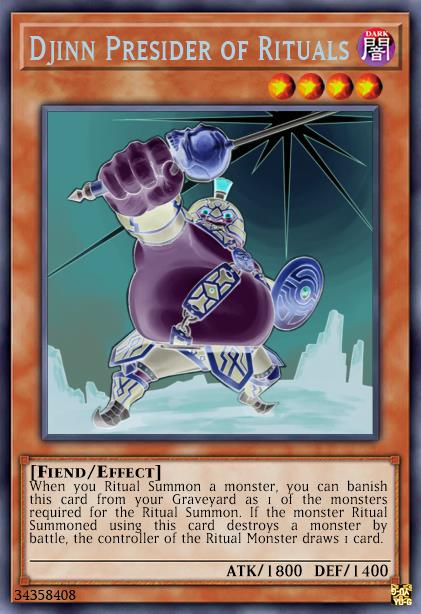 Djinn Presider of Rituals
DARK
闇
[Fiend/Effect]
When you Ritual Summon a monster, you can banish
this card from your Graveyard as 1 of the monsters
required for the Ritual Summon. If the monster Ritual
Summoned using this card destroys a monster by
battle, the controller of the Ritual Monster draws 1 card.
ATK/1800 DEF/1400
34358408